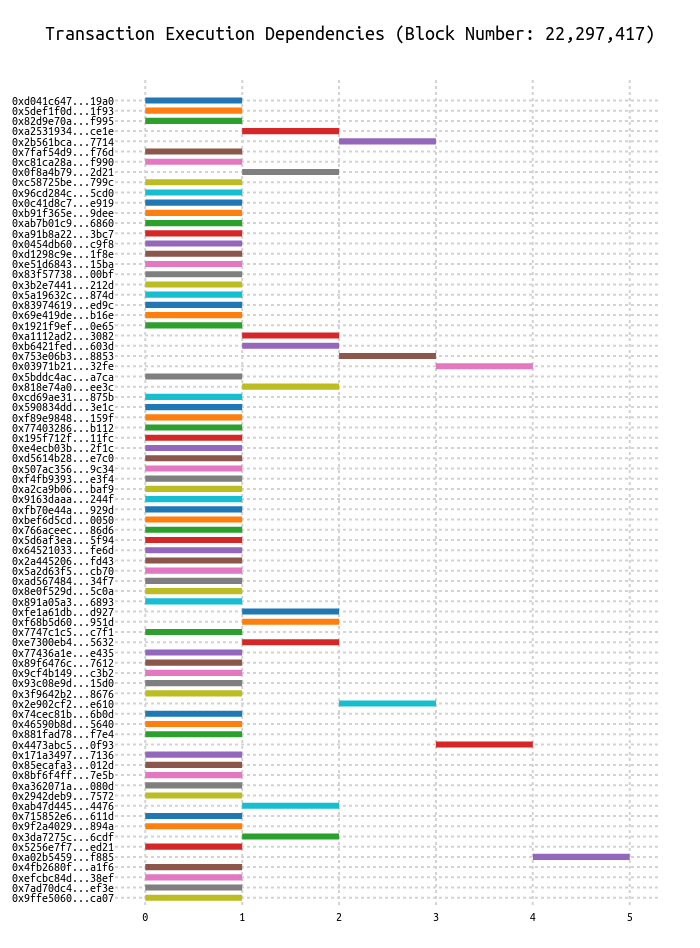 Transaction Execution Dependencies (Block Number: 22,297,417)
0xd041c647...19a0
0x5def1f0d...1f93
0x82d9e70a...f995
0xa2531934...ce1e
0x2b561bca...7714
0x7faf54d9...f76d
0xc81ca28a...f990
0x0f8a4b79...2d21
0xc58725be...799c
0x96cd284c...5cd0
0x0c41d8c7...e919
0xb91f365e...9dee
0xab7b01c9...6860
0xa91b8a22...3bc7
0x0454db60...c9f8
0xd1298c9e...1f8e
0xe51d6843...15ba
0x83f57738...00bf
0x3b2e7441...212d
0x5a19632c...874d
0x83974619...ed9c
0x69e419de...b16e
0x1921f9ef...0e65
0xa1112ad2...3082
0xb6421fed...603d
0x753e06b3...8853
0x03971b21...32fe
0x5bddc4ac...a7ca
0x818e74a0...ee3c
0xcd69ae31...875b
0x590834dd...3e1c
0xf89e9848...159f
0x77403286...b112
0x195f712f...11fc
0xe4ecb03b...2f1c
0xd5614b28...e7c0
0x507ac356...9c34
0xf4fb9393...e3f4
0xa2ca9b06...baf9
0x9163daaa...244f
0xfb70e44a...929d
0xbef6d5cd...0050
0x766aceec...86d6
0x5d6af3ea...5f94
0x64521033...fe6d
0x2a445206...fd43
0x5a2d63f5...cb70
0xad567484...34f7
0x8e0f529d...5c0a
0x891a05a3...6893
0xfe1a61db...d927
0xf68b5d60...951d
0x7747c1c5...c7f1
0xe7300eb4...5632
0x77436a1e...e435
0x89f6476c...7612
0x9cf4b149...c3b2
0x93c08e9d...15d0
0x3f9642b2...8676
0x2e902cf2...e610
0x74cec81b...6b0d
0x46590b8d...5640
0x881fad78...f7e4
0x4473abc5...0f93
0x171a3497...7136
0x85ecafa3...012d
0x8bf6f4ff...7e5b
0xa362071a...080d
0x2942deb9...7572
0xab47d445...4476
0x715852e6...611d
0x9f2a4029...894a
0x3da7275c...6cdf
0x5256e7f7...ed21
0xa02b5459...f885
0x4fb2680f...a1f6
0xefcbc84d...38ef
0x7ad70dc4...ef3e
0x9ffe5060...ca07
0 1 2 3 4 5